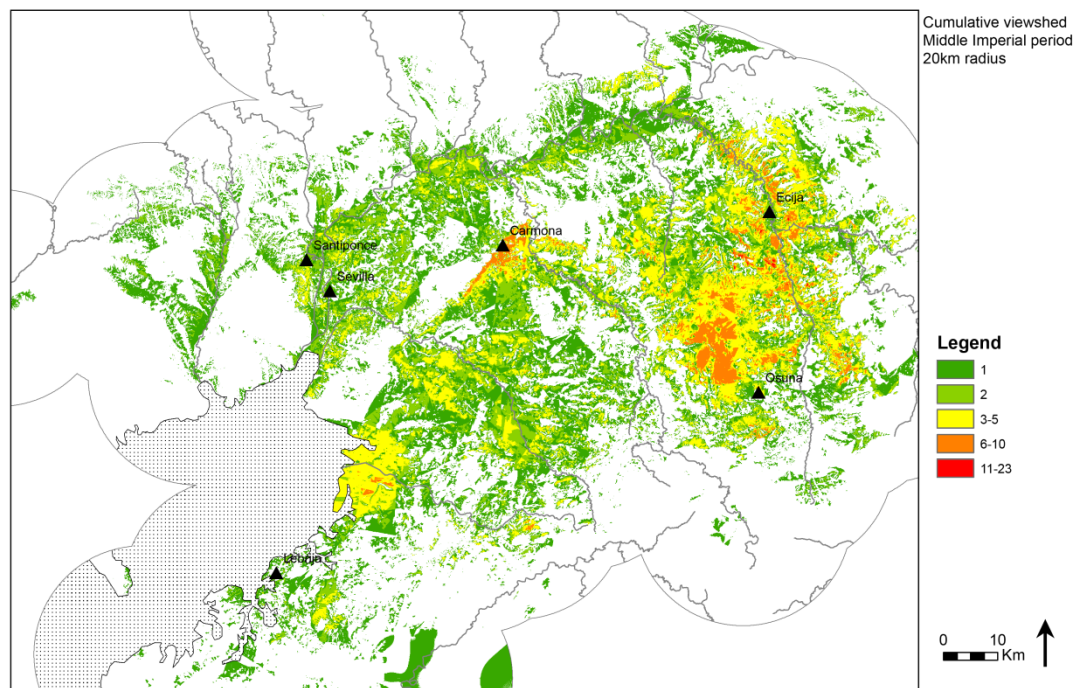 Cumulative viewshed
Middle Imperial period
20km radius
Ecija
Carmona
Santiponce
Sevilla
Osuna
Lebrija
Legend
1
2
3-5
6-10
11-23
0 10
Km